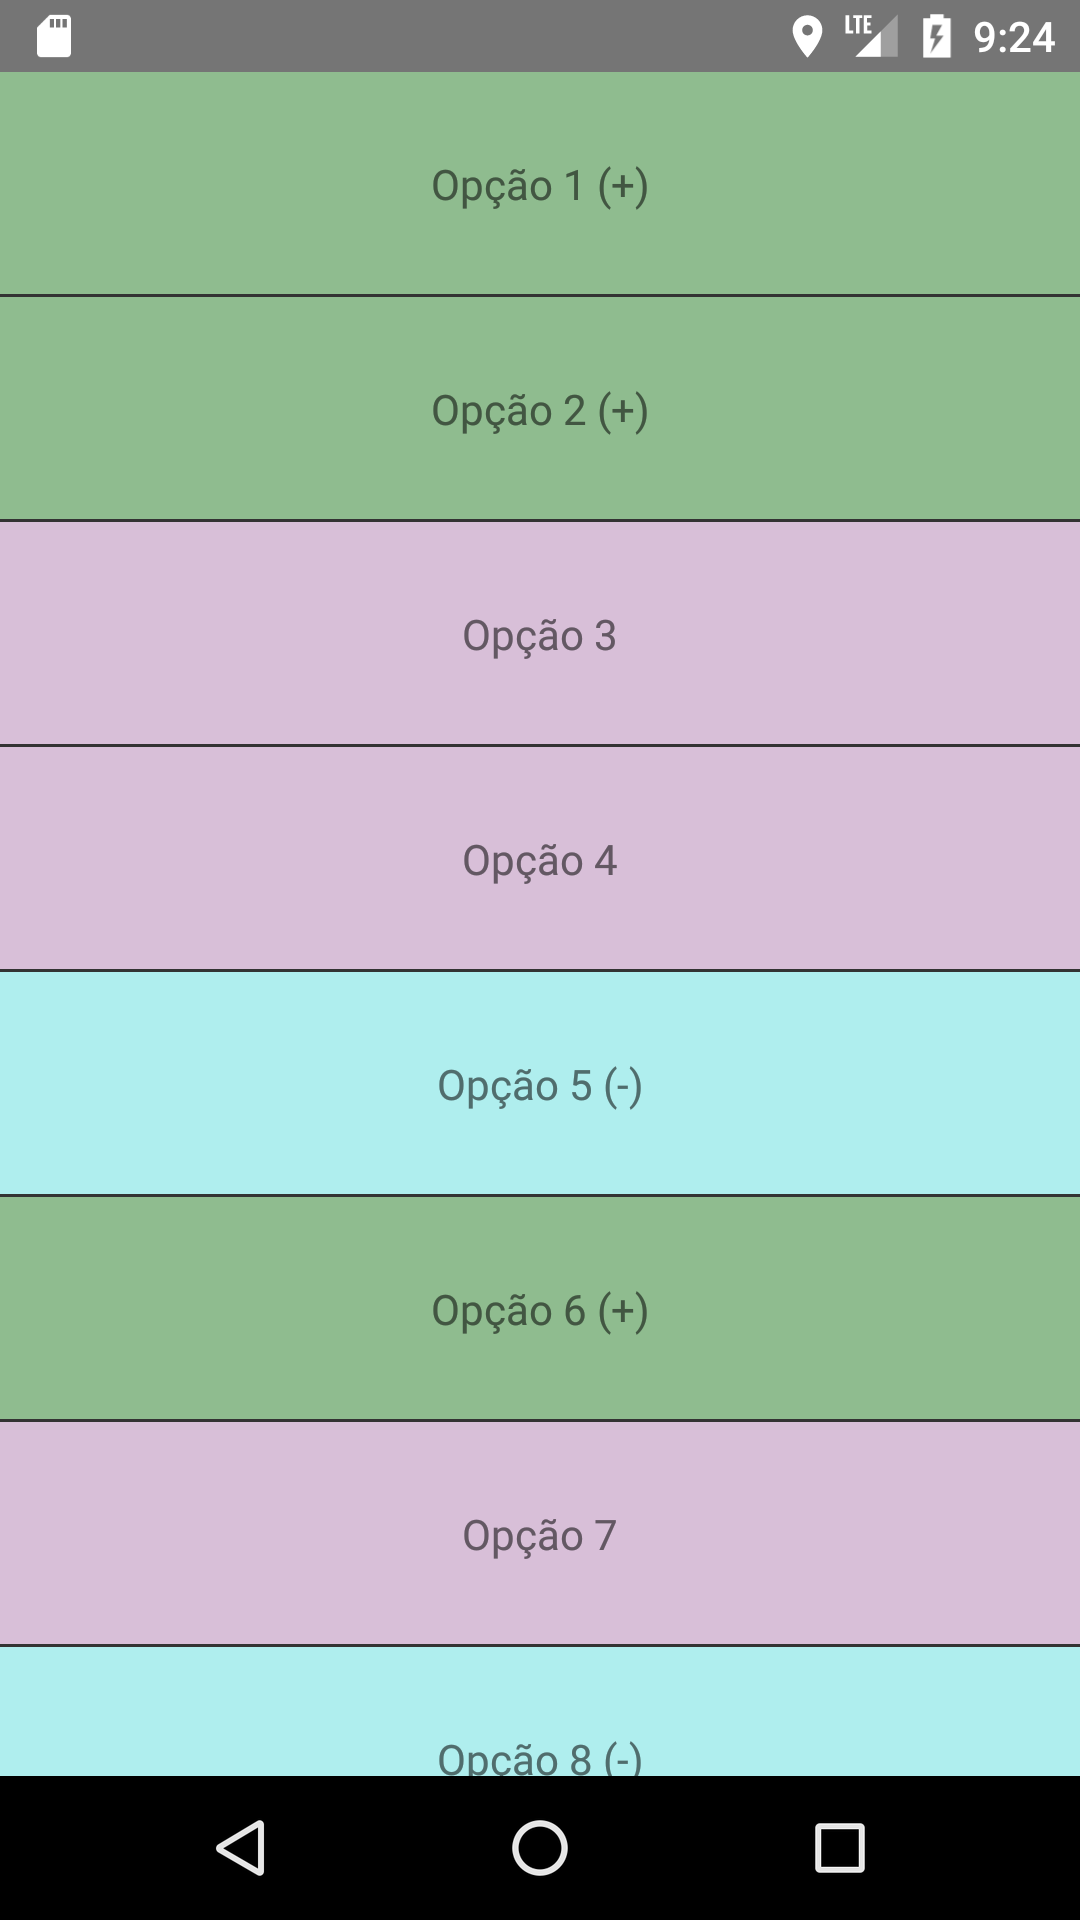 LTE 9:24
Opção 1 (+)
Opção 2 (+)
Opção 3
Opção 4
Opção 5 (-)
Opção 6 (+)
Opção 7
Opção 8 (-)